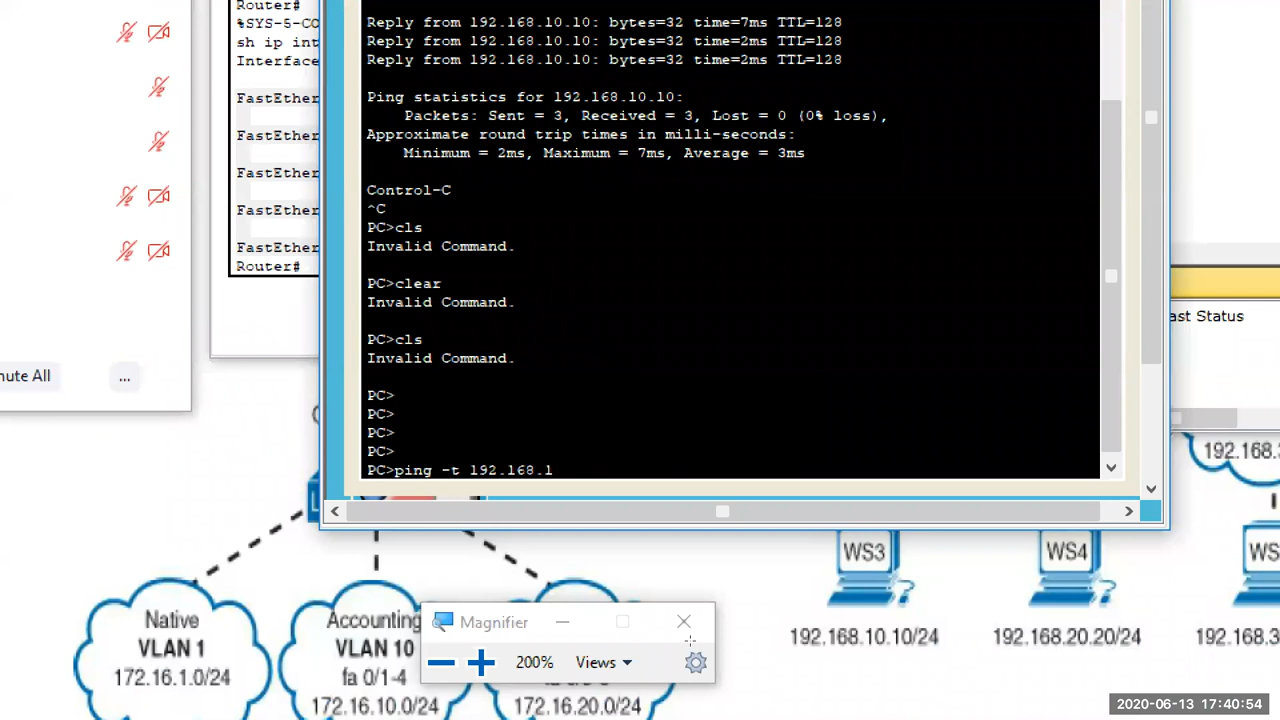 Router#
%SYS-5-CO
sh ip int
Interface
FastEther
FastEther
FastEther
FastEther
FastEther
Router#
Reply from 192.168.10.10: bytes=32 time=7ms TTL=128
Reply from 192.168.10.10: bytes=32 time=2ms TTL=128
Reply from 192.168.10.10: bytes=32 time=2ms TTL=128
Ping statistics for 192.168.10.10:
Packets: Sent = 3, Received = 3, Lost = 0 (0% loss),
Approximate round trip times in milli-seconds:
Minimum = 2ms, Maximum = 7ms, Average = 3ms
Control-C
^C
PC>cls
Invalid Command.
PC>clear
Invalid Command.
PC>cls
Invalid Command.
PC>
PC>
PC>
PC>
PC>ping -t 192.168.1
ast Status
nute All
...
192.168.3
WS3
WS4
WS
192.168.10.10/24
192.168.20.20/24
192.168.3
Native
VLAN 1
172.16.1.0/24
Accounting
VLAN 10
fa 0/1-4
172.16.10.0/24
172.16.20.0/24
Magnifier
200%
Views
2020-06-13 17:40:54